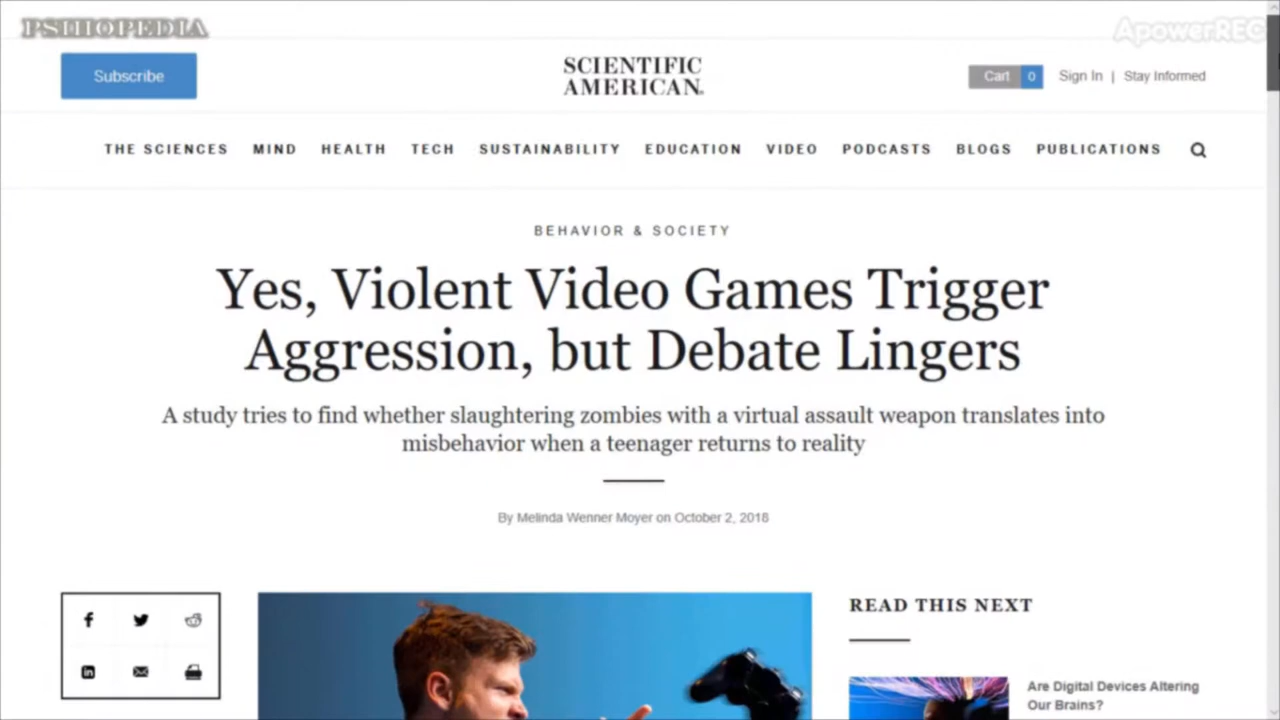 PSIHOPEDIA
ApowerREC
Subscribe
SCIENTIFIC
AMERICAN
Cart 0 Sign In | Stay Informed
THE SCIENCES MIND HEALTH TECH SUSTAINABILITY EDUCATION VIDEO PODCASTS BLOGS PUBLICATIONS
BEHAVIOR & SOCIETY
Yes, Violent Video Games Trigger
Aggression, but Debate Lingers
A study tries to find whether slaughtering zombies with a virtual assault weapon translates into
misbehavior when a teenager returns to reality
By Melinda Wenner Moyer on October 2, 2018
READ THIS NEXT
Are Digital Devices Altering
Our Brains?